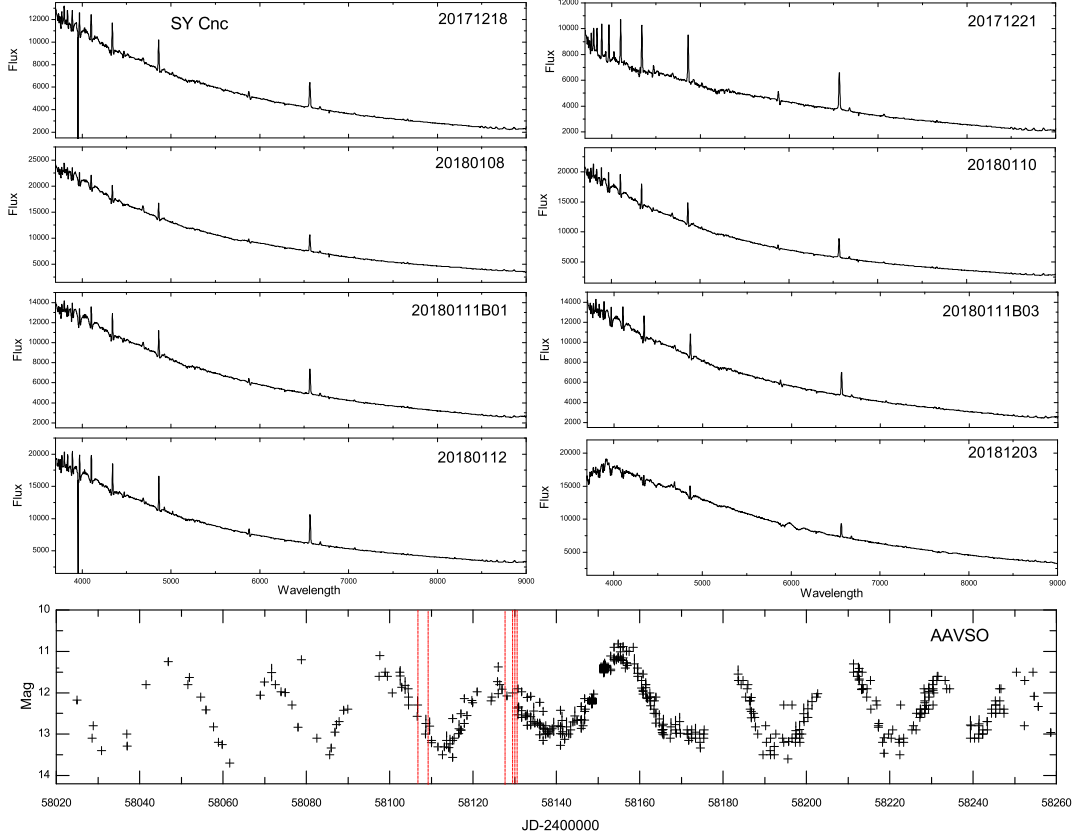 SY Cnc
20171218
Flux
12000
10000
8000
6000
4000
2000
20171221
Flux
12000
10000
8000
6000
4000
2000
20180108
Flux
25000
20000
15000
10000
5000
20180110
Flux
20000
15000
10000
5000
20180111B01
Flux
14000
12000
10000
8000
6000
4000
2000
20180111B03
Flux
14000
12000
10000
8000
6000
4000
2000
20180112
Flux
20000
15000
10000
5000
4000 5000 6000 7000 8000 9000
Wavelength
20181203
Flux
20000
15000
10000
5000
4000 5000 6000 7000 8000 9000
Wavelength
AAVSO
Mag
10
11
12
13
14
58020 58040 58060 58080 58100 58120 58140 58160 58180 58200 58220 58240 58260
JD-2400000